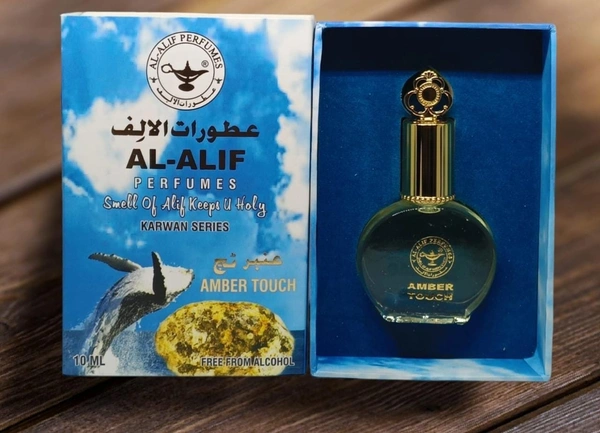 AL-ALIF PERFUMES
®
عطورات الالف
عطورات الالف
AL-ALIF
PERFUMES
Smell Of Alif Keeps U Holy
KARWAN SERIES
عنبر ٹچ
AMBER TOUCH
10 ML
FREE FROM ALCOHOL
AL-ALIF PERFUMES
AMBER
TOUCH